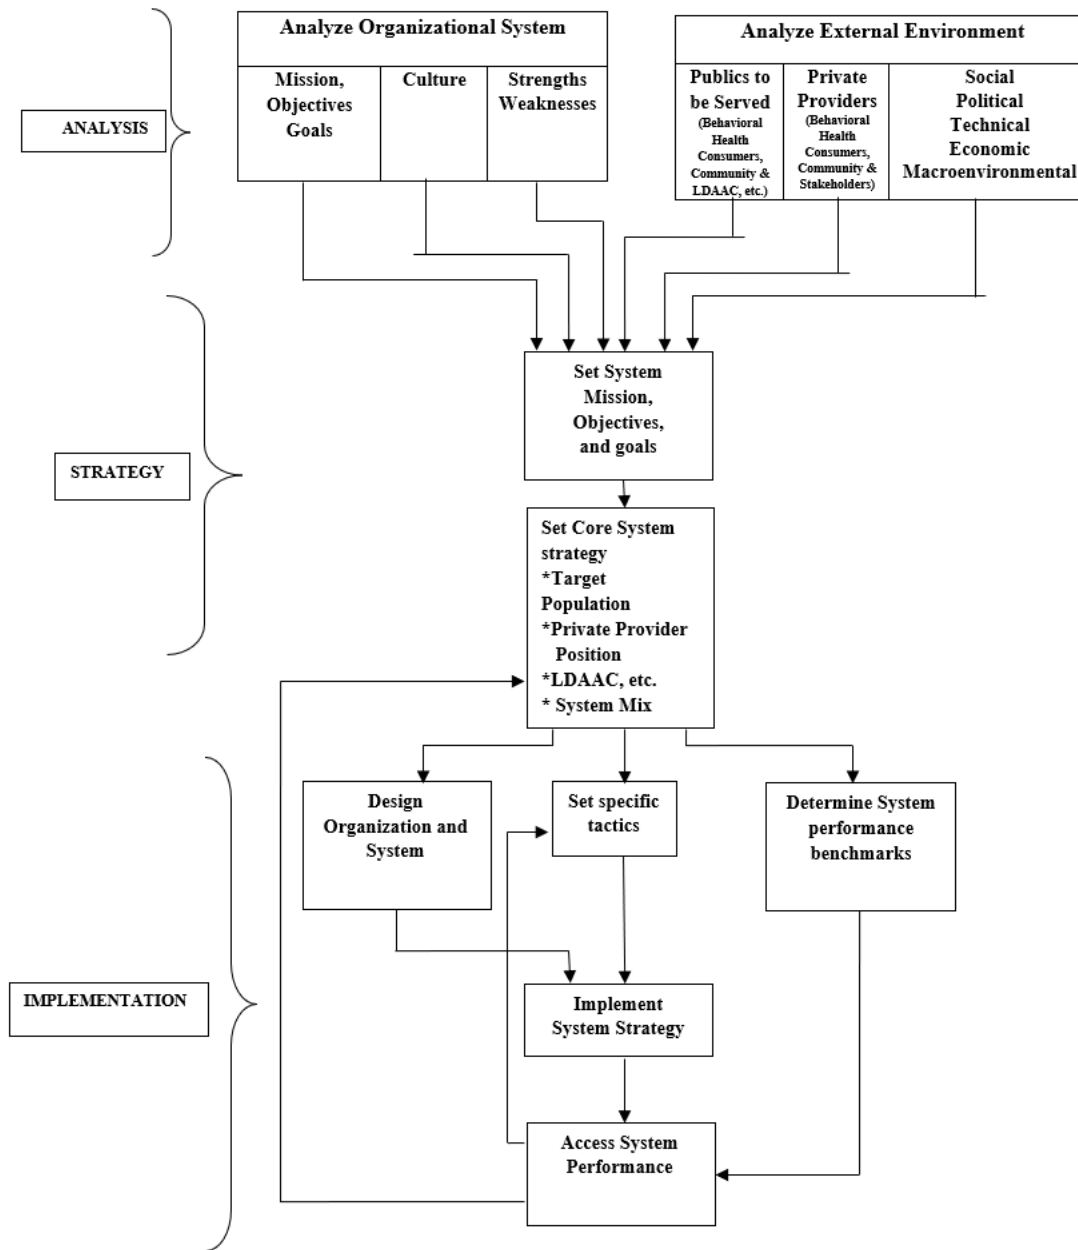 Analyze Organizational System
Mission,
Objectives
Goals
Culture
Strengths
Weaknesses
Analyze External Environment
Publics to
be Served
(Behavioral
Health
Consumers,
Community &
LDAAC, etc.)
Private
Providers
(Behavioral
Health
Consumers,
Community &
Stakeholders)
Social
Political
Technical
Economic
Macroenvironmental
ANALYSIS
Set System
Mission,
Objectives,
and goals
STRATEGY
Set Core System
strategy
*Target
Population
*Private Provider
Position
*LDAAC, etc.
* System Mix
Design
Organization and
System
Set specific
tactics
Determine System
performance
benchmarks
IMPLEMENTATION
Implement
System Strategy
Access System
Performance